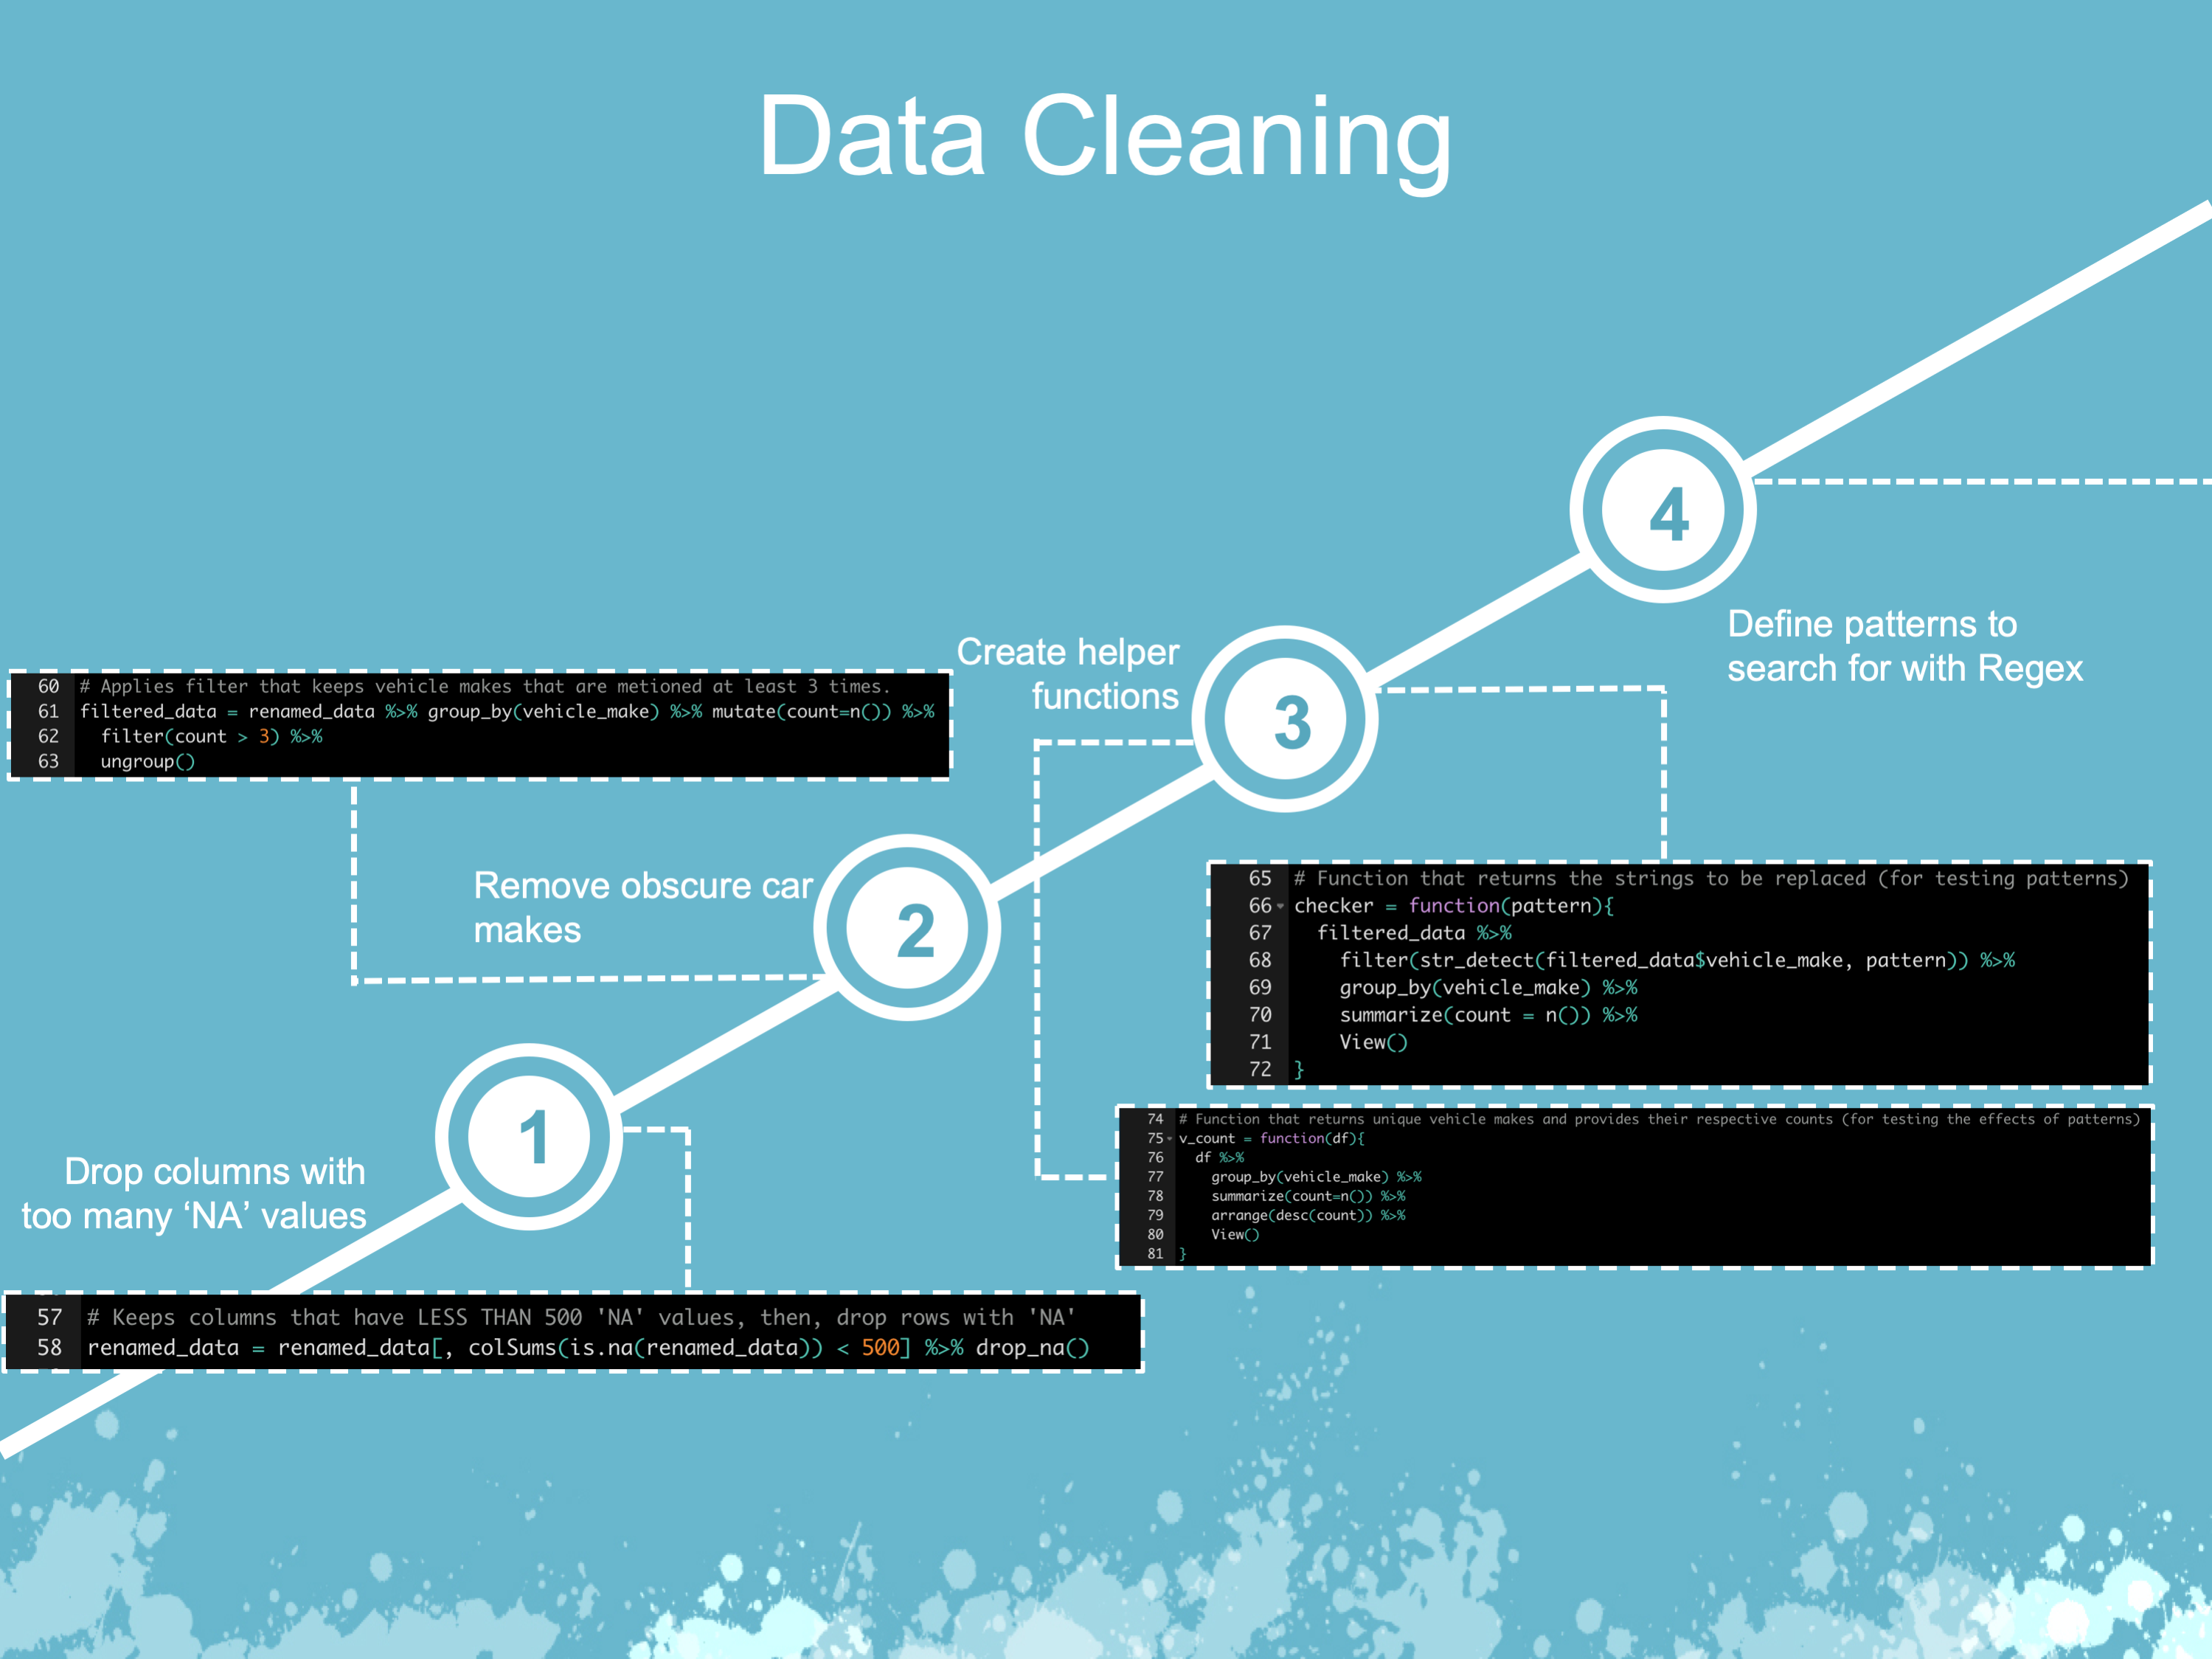 Data Cleaning
4
Define patterns to
search for with Regex
Create helper
functions
3
60 # Applies filter that keeps vehicle makes that are metioned at least 3 times.
61 filtered_data = renamed_data %>% group_by(vehicle_make) %>% mutate(count=n()) %>%
62   filter(count > 3) %>%
63   ungroup()
Remove obscure car
makes
2
65 # Function that returns the strings to be replaced (for testing patterns)
66 checker = function(pattern){
67   filtered_data %>%
68     filter(str_detect(filtered_data$vehicle_make, pattern)) %>%
69     group_by(vehicle_make) %>%
70     summarize(count = n()) %>%
71     View()
72 }
74 # Function that returns unique vehicle makes and provides their respective counts (for testing the effects of patterns)
75 v_count = function(df){
76   df %>%
77     group_by(vehicle_make) %>%
78     summarize(count=n()) %>%
79     arrange(desc(count)) %>%
80     View()
81 }
1
Drop columns with
too many ‘NA’ values
57 # Keeps columns that have LESS THAN 500 'NA' values, then, drop rows with 'NA'
58 renamed_data = renamed_data[, colSums(is.na(renamed_data)) < 500] %>% drop_na()